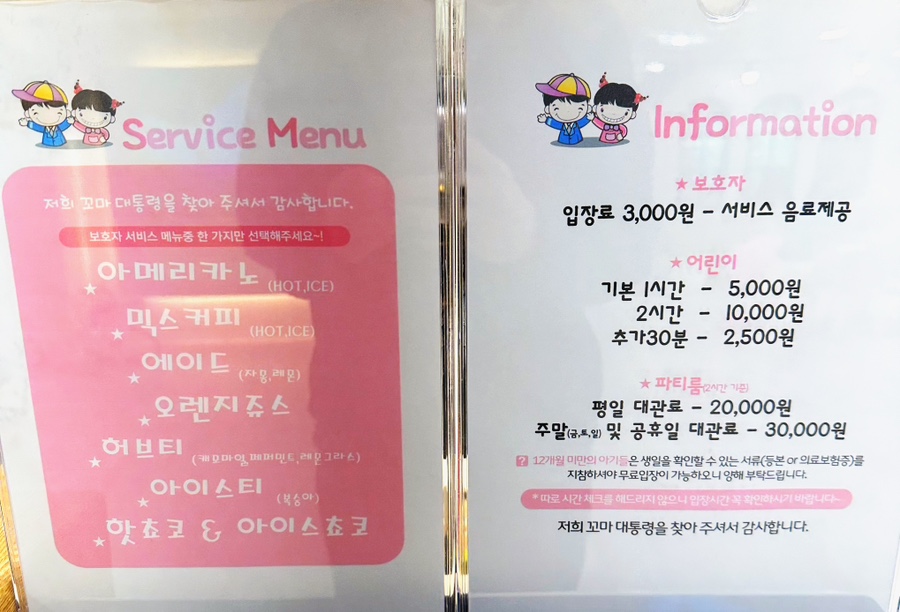 Service Menu
저희 꼬마 대통령을 찾아 주셔서 감사합니다.
보호자 서비스 메뉴중 한 가지만 선택해주세요~!
★ 아메리카노 (HOT,ICE)
★ 믹스커피 (HOT,ICE)
★ 에이드 (자몽,레몬)
★ 오렌지쥬스
★ 허브티 (캐모마일,페퍼민트,레몬그라스)
★ 아이스티 (복숭아)
★ 핫쵸코 & 아이스쵸코
Information
★ 보호자
입장료 3,000원 - 서비스 음료제공
★ 어린이
기본 1시간 - 5,000원
2시간 - 10,000원
추가30분 - 2,500원
★ 파티룸(2시간 기준)
평일 대관료 - 20,000원
주말(금,토,일) 및 공휴일 대관료 - 30,000원
? 12개월 미만의 아기들은 생일을 확인할 수 있는 서류(등본 or 의료보험증)를
지참하셔야 무료입장이 가능하오니 양해 부탁드립니다.
* 따로 시간 체크를 해드리지 않으니 입장시간 꼭 확인하시기 바랍니다~
저희 꼬마 대통령을 찾아 주셔서 감사합니다.